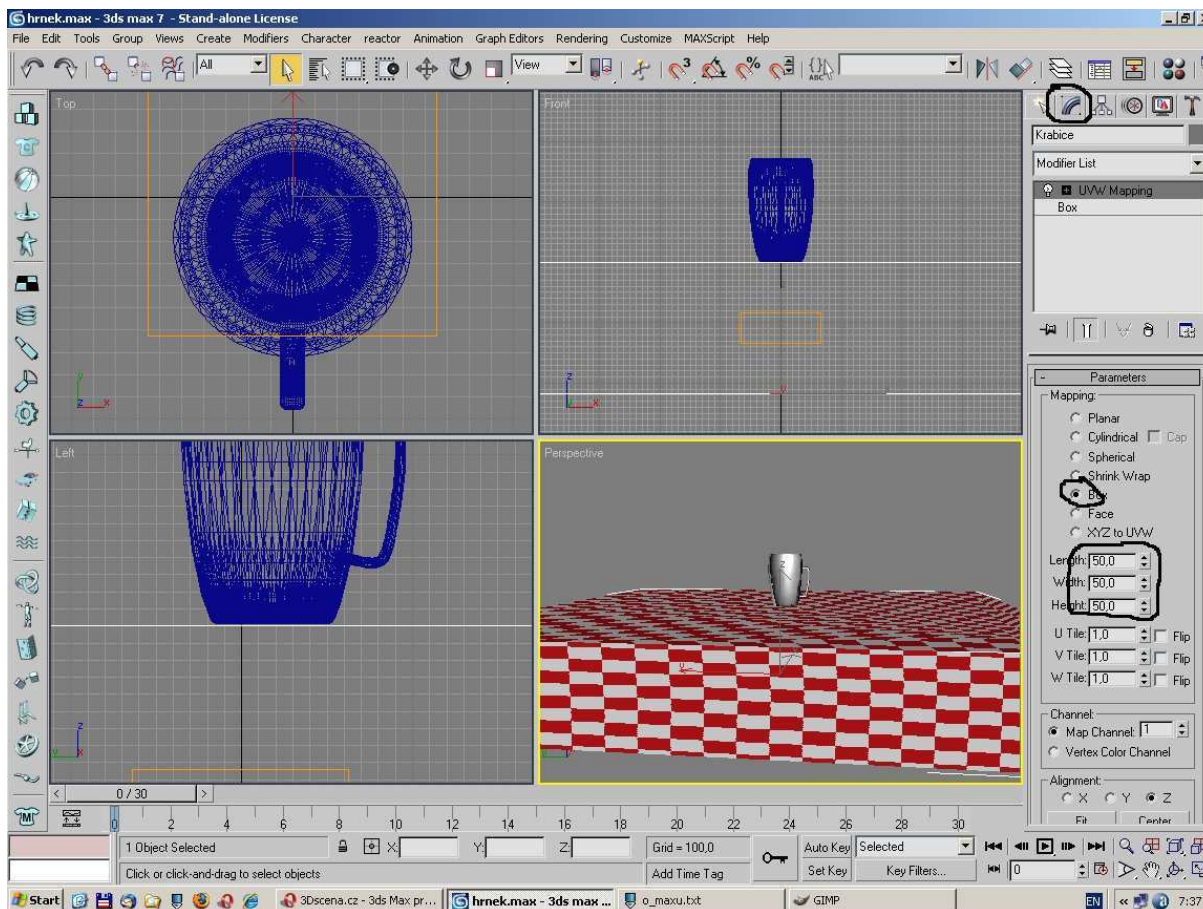 hrnek.max - 3ds max 7 - Stand-alone License
File Edit Tools Group Views Create Modifiers Character reactor Animation Graph Editors Rendering Customize MAXScript Help
All
View
ABC
Top
Front
Krabice
Modifier List
UVW Mapping
Box
Parameters
Mapping:
Planar
Cylindrical Cap
Spherical
Shrink Wrap
Box
Face
XYZ to UVW
Length: 50,0
Width: 50,0
Height: 50,0
U Tile: 1,0 Flip
V Tile: 1,0 Flip
W Tile: 1,0 Flip
Channel:
Map Channel: 1
Vertex Color Channel
Alignment:
X Y Z
Fit Center
Left
Perspective
0 / 30
0 2 4 6 8 10 12 14 16 18 20 22 24 26 28 30
1 Object Selected X: Y: Z: Grid = 100,0 Auto Key Selected
Click or click-and-drag to select objects Add Time Tag Set Key Key Filters... 0
Start 3Dscena.cz - 3ds Max pr... hrnek.max - 3ds max ... o_maxu.txt GIMP EN 7:37